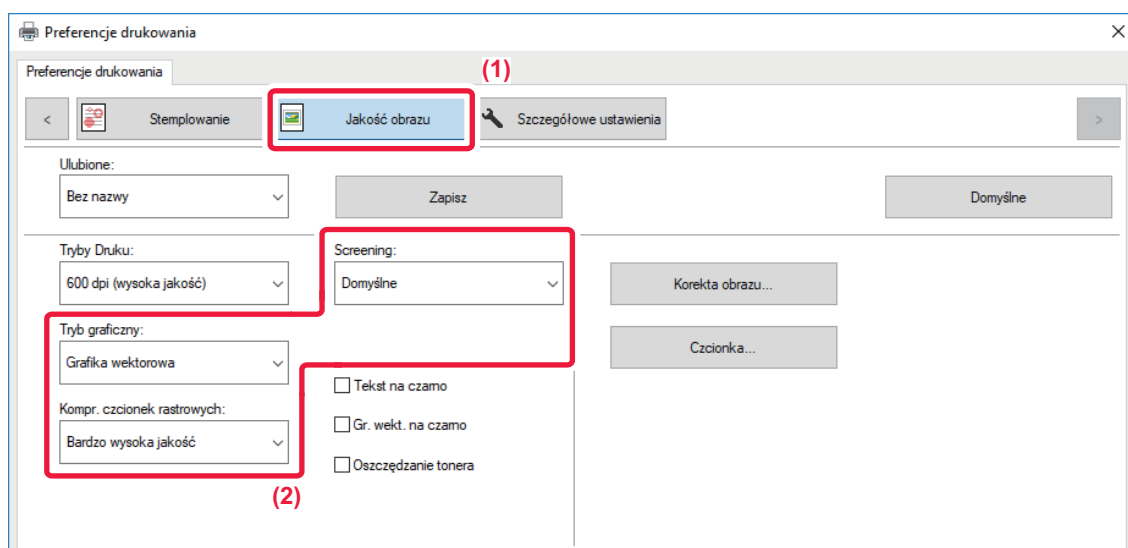 Preferencje drukowania
Preferencje drukowania
(1)
<
Stemplowanie
Jakość obrazu
Szczegółowe ustawienia
>
Ulubione:
Bez nazwy
Zapisz
Domyślne
Tryby Druku:
600 dpi (wysoka jakość)
Screening:
Domyślne
Korekta obrazu...
Tryb graficzny:
Grafika wektorowa
Czcionka...
Tekst na czarno
Kompr. czcionek rastrowych:
Bardzo wysoka jakość
Gr. wekt. na czarno
Oszczędzanie tonera
(2)